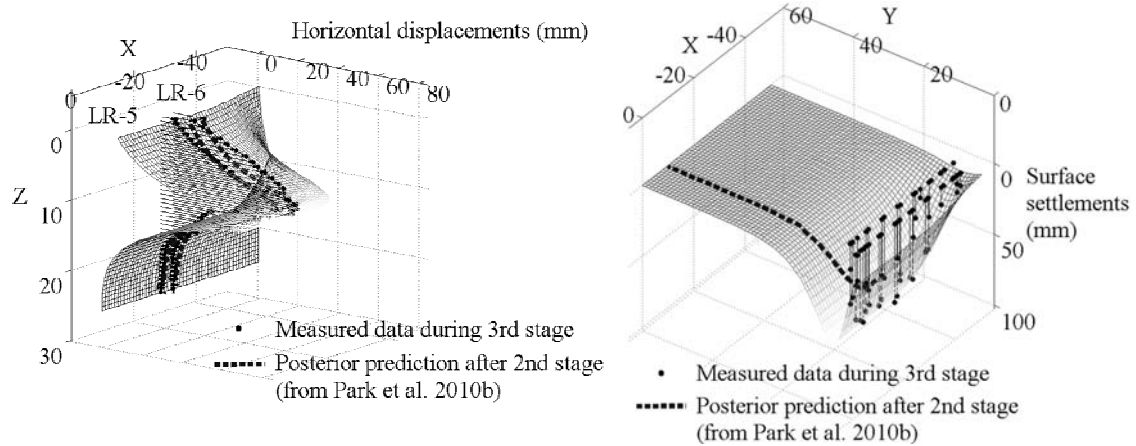 Horizontal displacements (mm)
X
0
-20
-40
0
20
40
60
80
LR-6
LR-5
0
Z
10
20
30
Measured data during 3rd stage
Posterior prediction after 2nd stage
(from Park et al. 2010b)
60
Y
-40
40
X
-20
20
0
0
0
Surface
settlements
(mm)
50
100
Measured data during 3rd stage
Posterior prediction after 2nd stage
(from Park et al. 2010b)